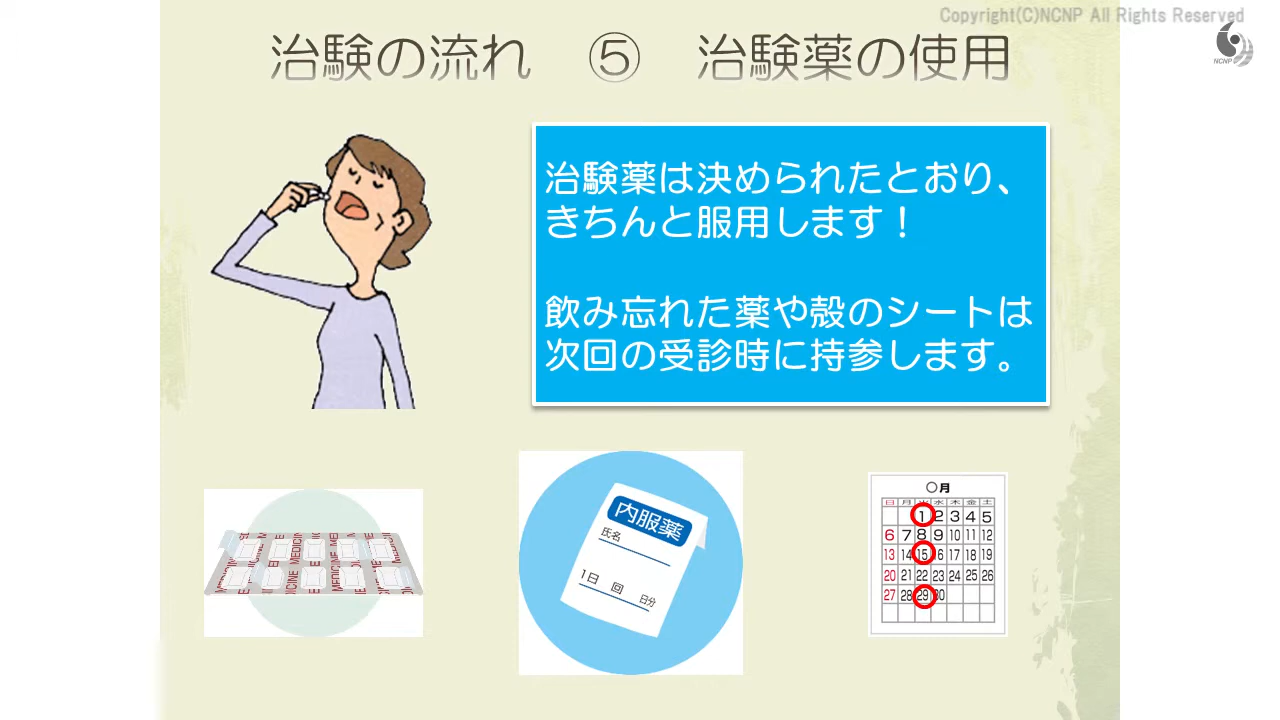 Copyright(C)NCNP All Rights Reserved
NCNP
治験の流れ ⑤ 治験薬の使用
治験薬は決められたとおり、
きちんと服用します！
飲み忘れた薬や殻のシートは
次回の受診時に持参します。
MEDICINE MEDICINE
内服薬
氏名
1日 回 日分
〇月
日 月 火 水 木 金 土
1 2 3 4 5
6 7 8 9 10 11 12
13 14 15 16 17 18 19
20 21 22 23 24 25 26
27 28 29 30